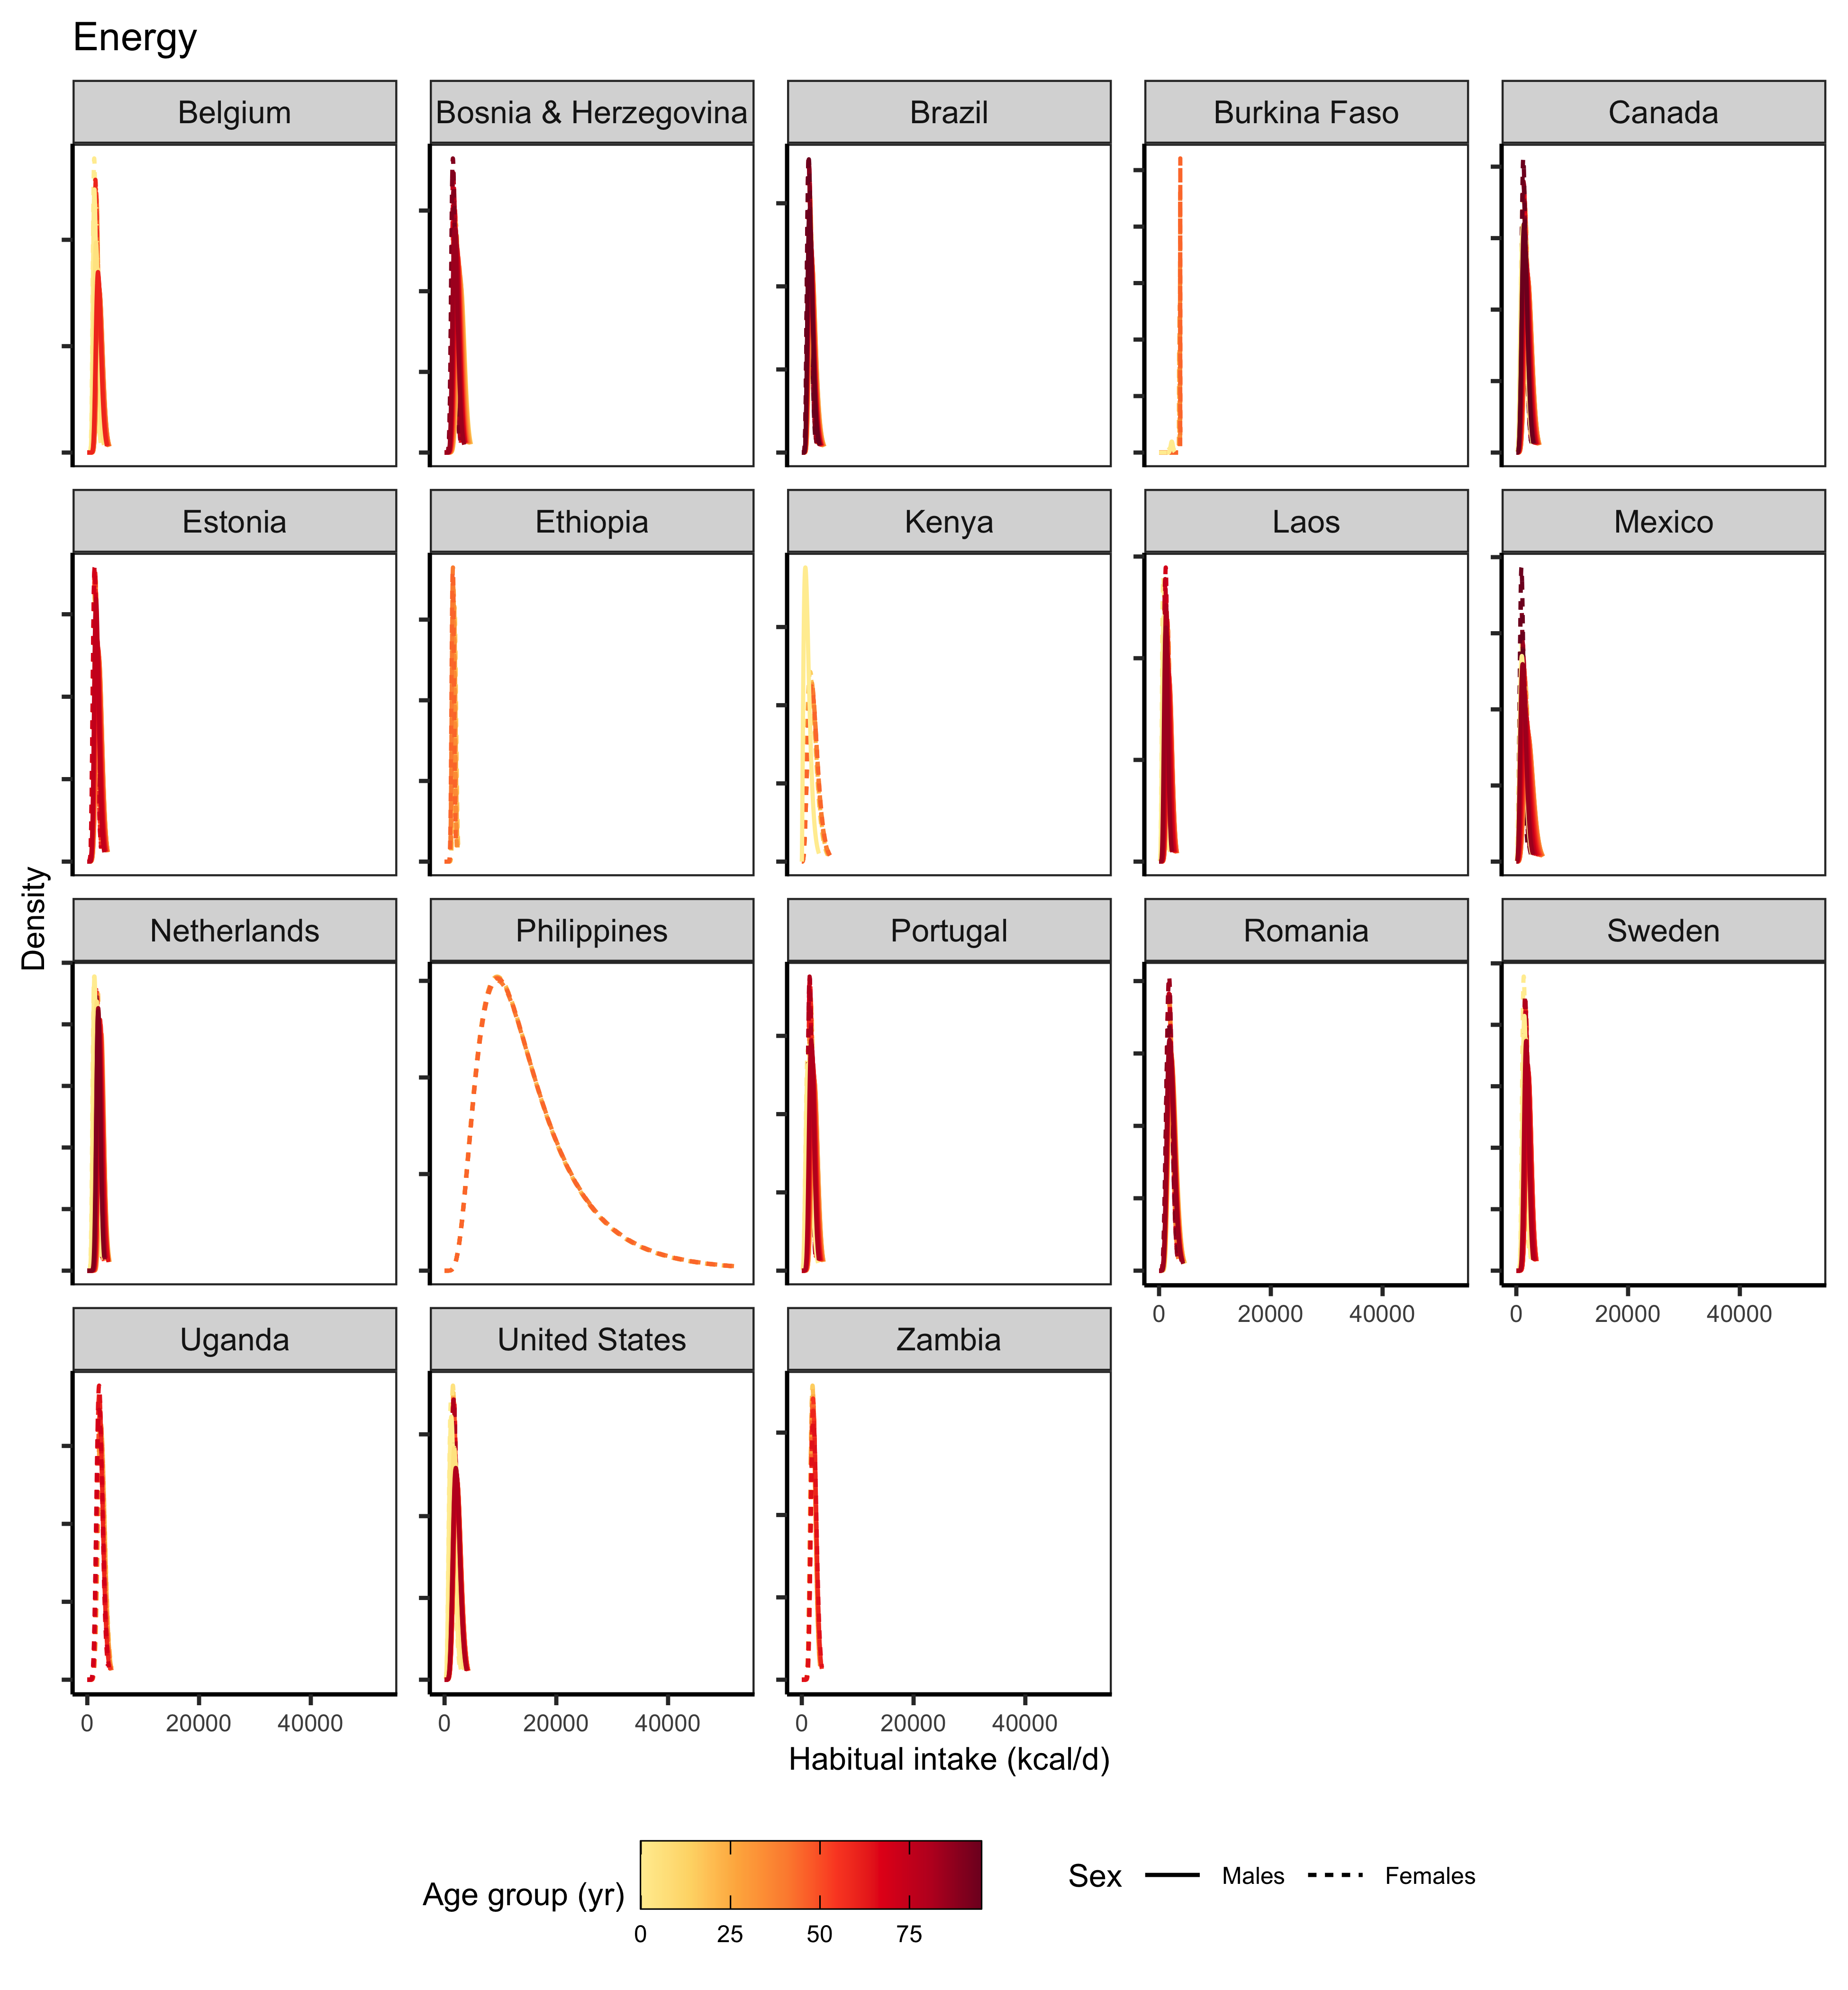 Energy
Belgium
Bosnia & Herzegovina
Brazil
Burkina Faso
Canada
Estonia
Ethiopia
Kenya
Laos
Mexico
Density
Netherlands
Philippines
Portugal
Romania
Sweden
0 20000 40000
0 20000 40000
Uganda
United States
Zambia
0 20000 40000
0 20000 40000
0 20000 40000
Habitual intake (kcal/d)
Age group (yr)
0 25 50 75
Sex Males Females